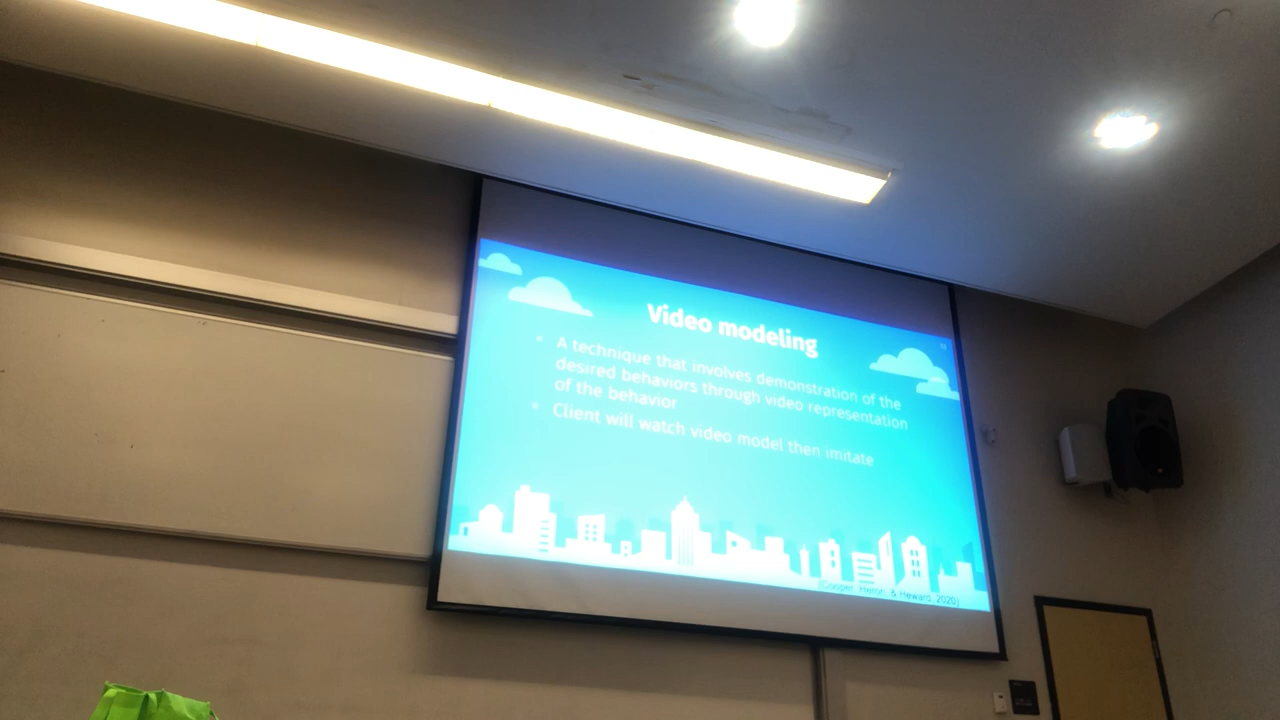 Video modeling
A technique that involves demonstration of the
desired behaviors through video representation
of the behavior
Client will watch video model then imitate
(Cooper, Heron, & Heward, 2020)